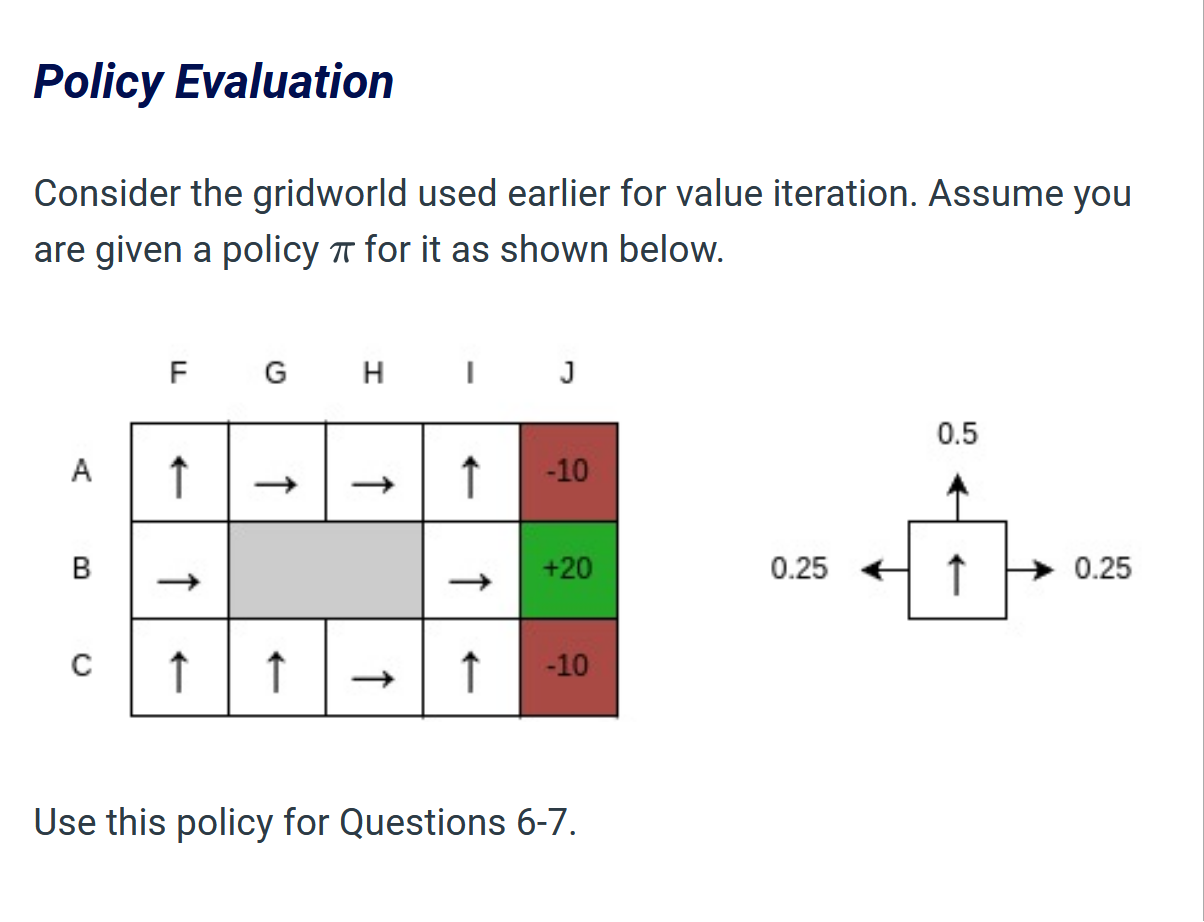 Policy Evaluation
Consider the gridworld used earlier for value iteration. Assume you
are given a policy π for it as shown below.
F G H I J
A ↑ → → ↑ -10
B → → +20
C ↑ ↑ → ↑ -10
0.5
0.25 ← ↑ → 0.25
Use this policy for Questions 6-7.